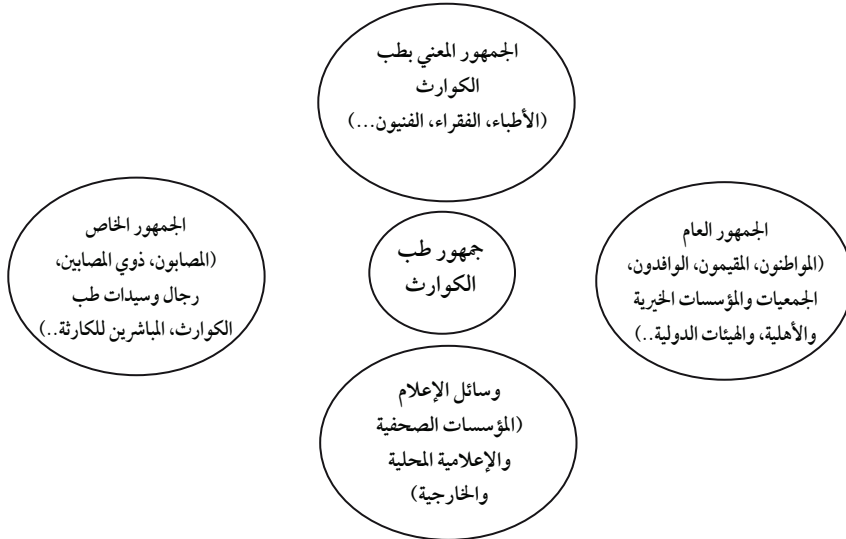 الجمهور المعني بطب
الكوارث
(الأطباء، الفقراء، الفنيون...)
الجمهور العام
(المواطنون، المقيمون، الوافدون،
الجمعيات والمؤسسات الخيرية
والأهلية، والهيئات الدولية..)
جمهور طب
الكوارث
الجمهور الخاص
(المصابون، ذوي المصابين،
رجال وسيدات طب
الكوارث، المباشرين للكارثة..)
وسائل الإعلام
(المؤسسات الصحفية
والإعلامية المحلية
والخارجية)